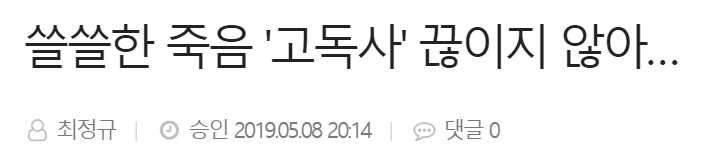 쓸쓸한 죽음 '고독사' 끊이지 않아...
최정규 | 승인 2019.05.08 20:14 | 댓글 0